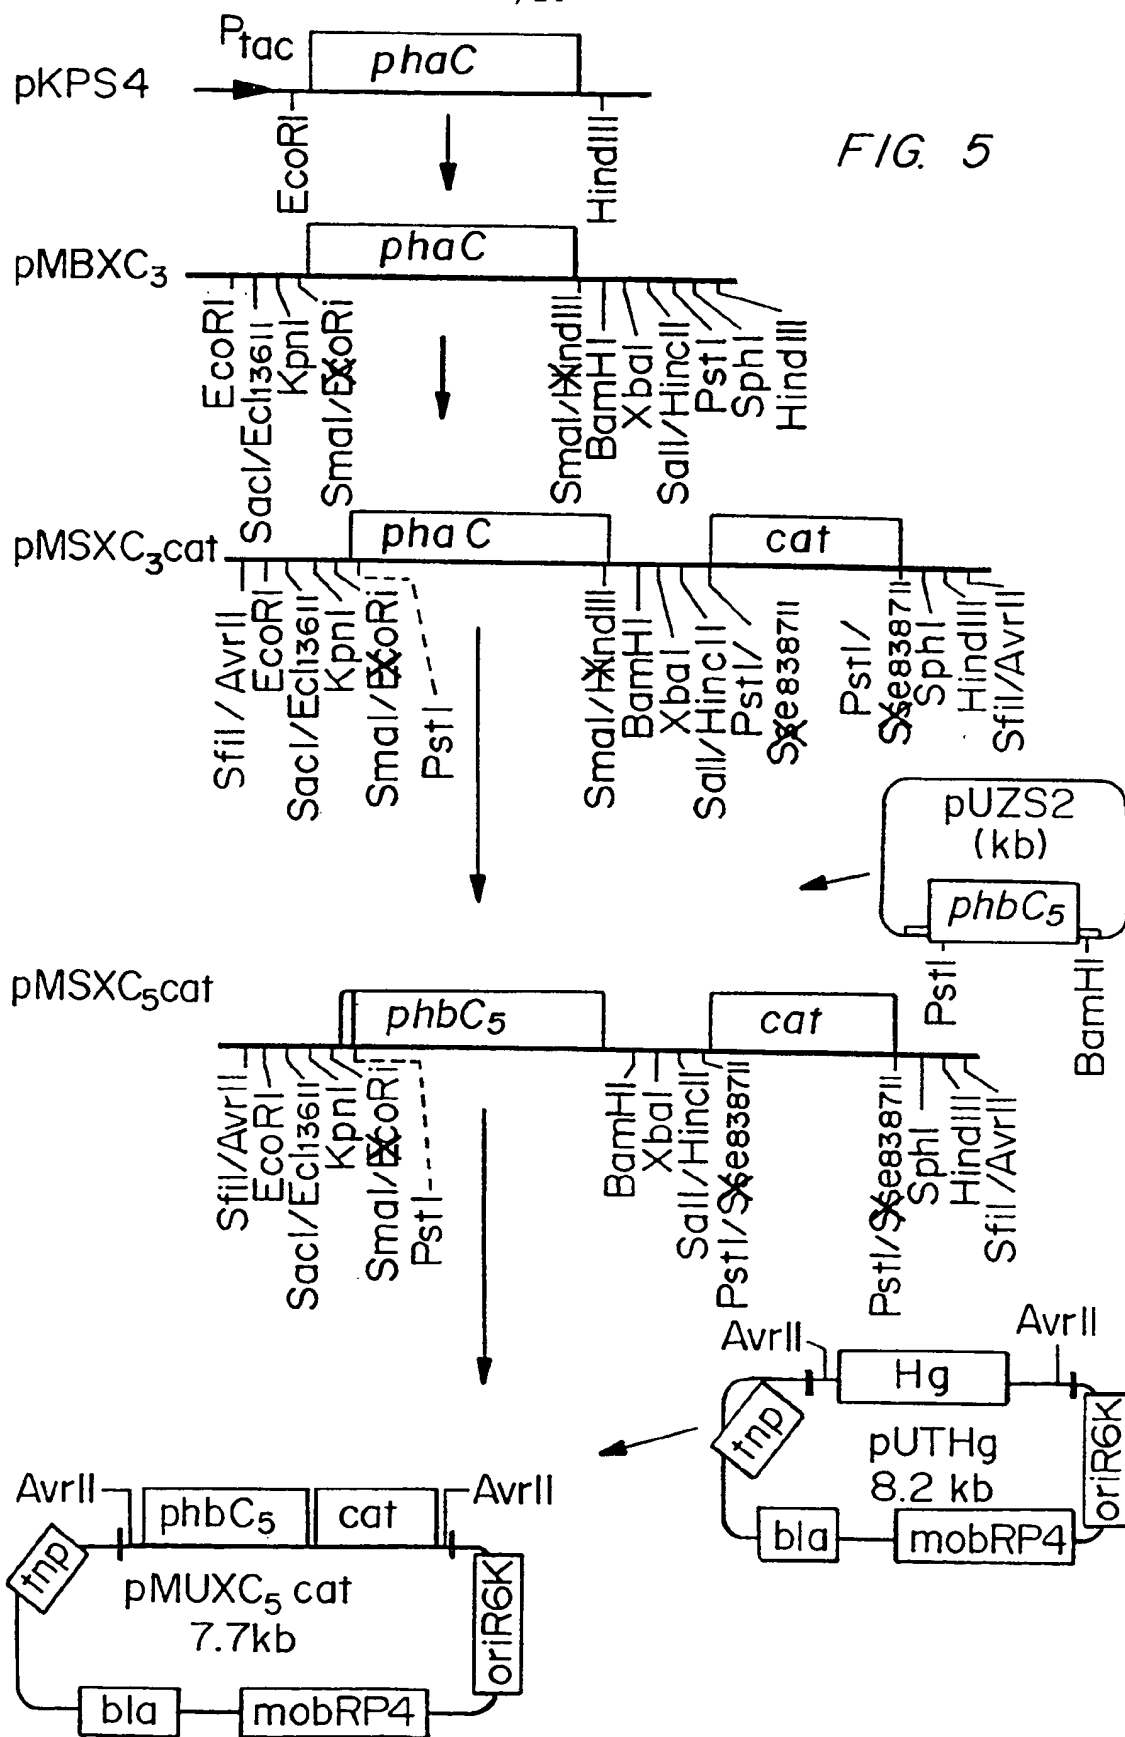 Ptac
phaC
pKPS4
EcoRI
HindIII
FIG. 5
phaC
pMBXC3
EcoRI
SacI/Ecl136II
KpnI
SmaI/EcoRi
SmaI/HindIII
BamHI
XbaI
SalI/HincII
PstI
SphI
HindIII
pMSXC3cat
phaC
cat
SfiI/AvrII
EcoRI
SacI/Ecl136II
KpnI
SmaI/EcoRi
PstI
SmaI/HindIII
BamHI
XbaI
SalI/HincII
PstI/
Sse8387II
PstI/
Sse8387II
SphI
HindIII
SfiI/AvrII
pUZS2
(kb)
phbC5
PstI
BamHI
pMSXC5cat
phbC5
cat
SfiI/AvrII
EcoRI
SacI/Ecl136II
KpnI
SmaI/EcoRi
PstI
BamHI
XbaI
SalI/HincII
PstI/Sse8387II
PstI/Sse8387II
SphI
HindIII
SfiI/AvrII
AvrII
AvrII
Hg
tnp
pUTHg
8.2 kb
oriR6K
bla
mobRP4
AvrII
phbC5
cat
AvrII
tnp
pMUXC5 cat
7.7kb
oriR6K
bla
mobRP4